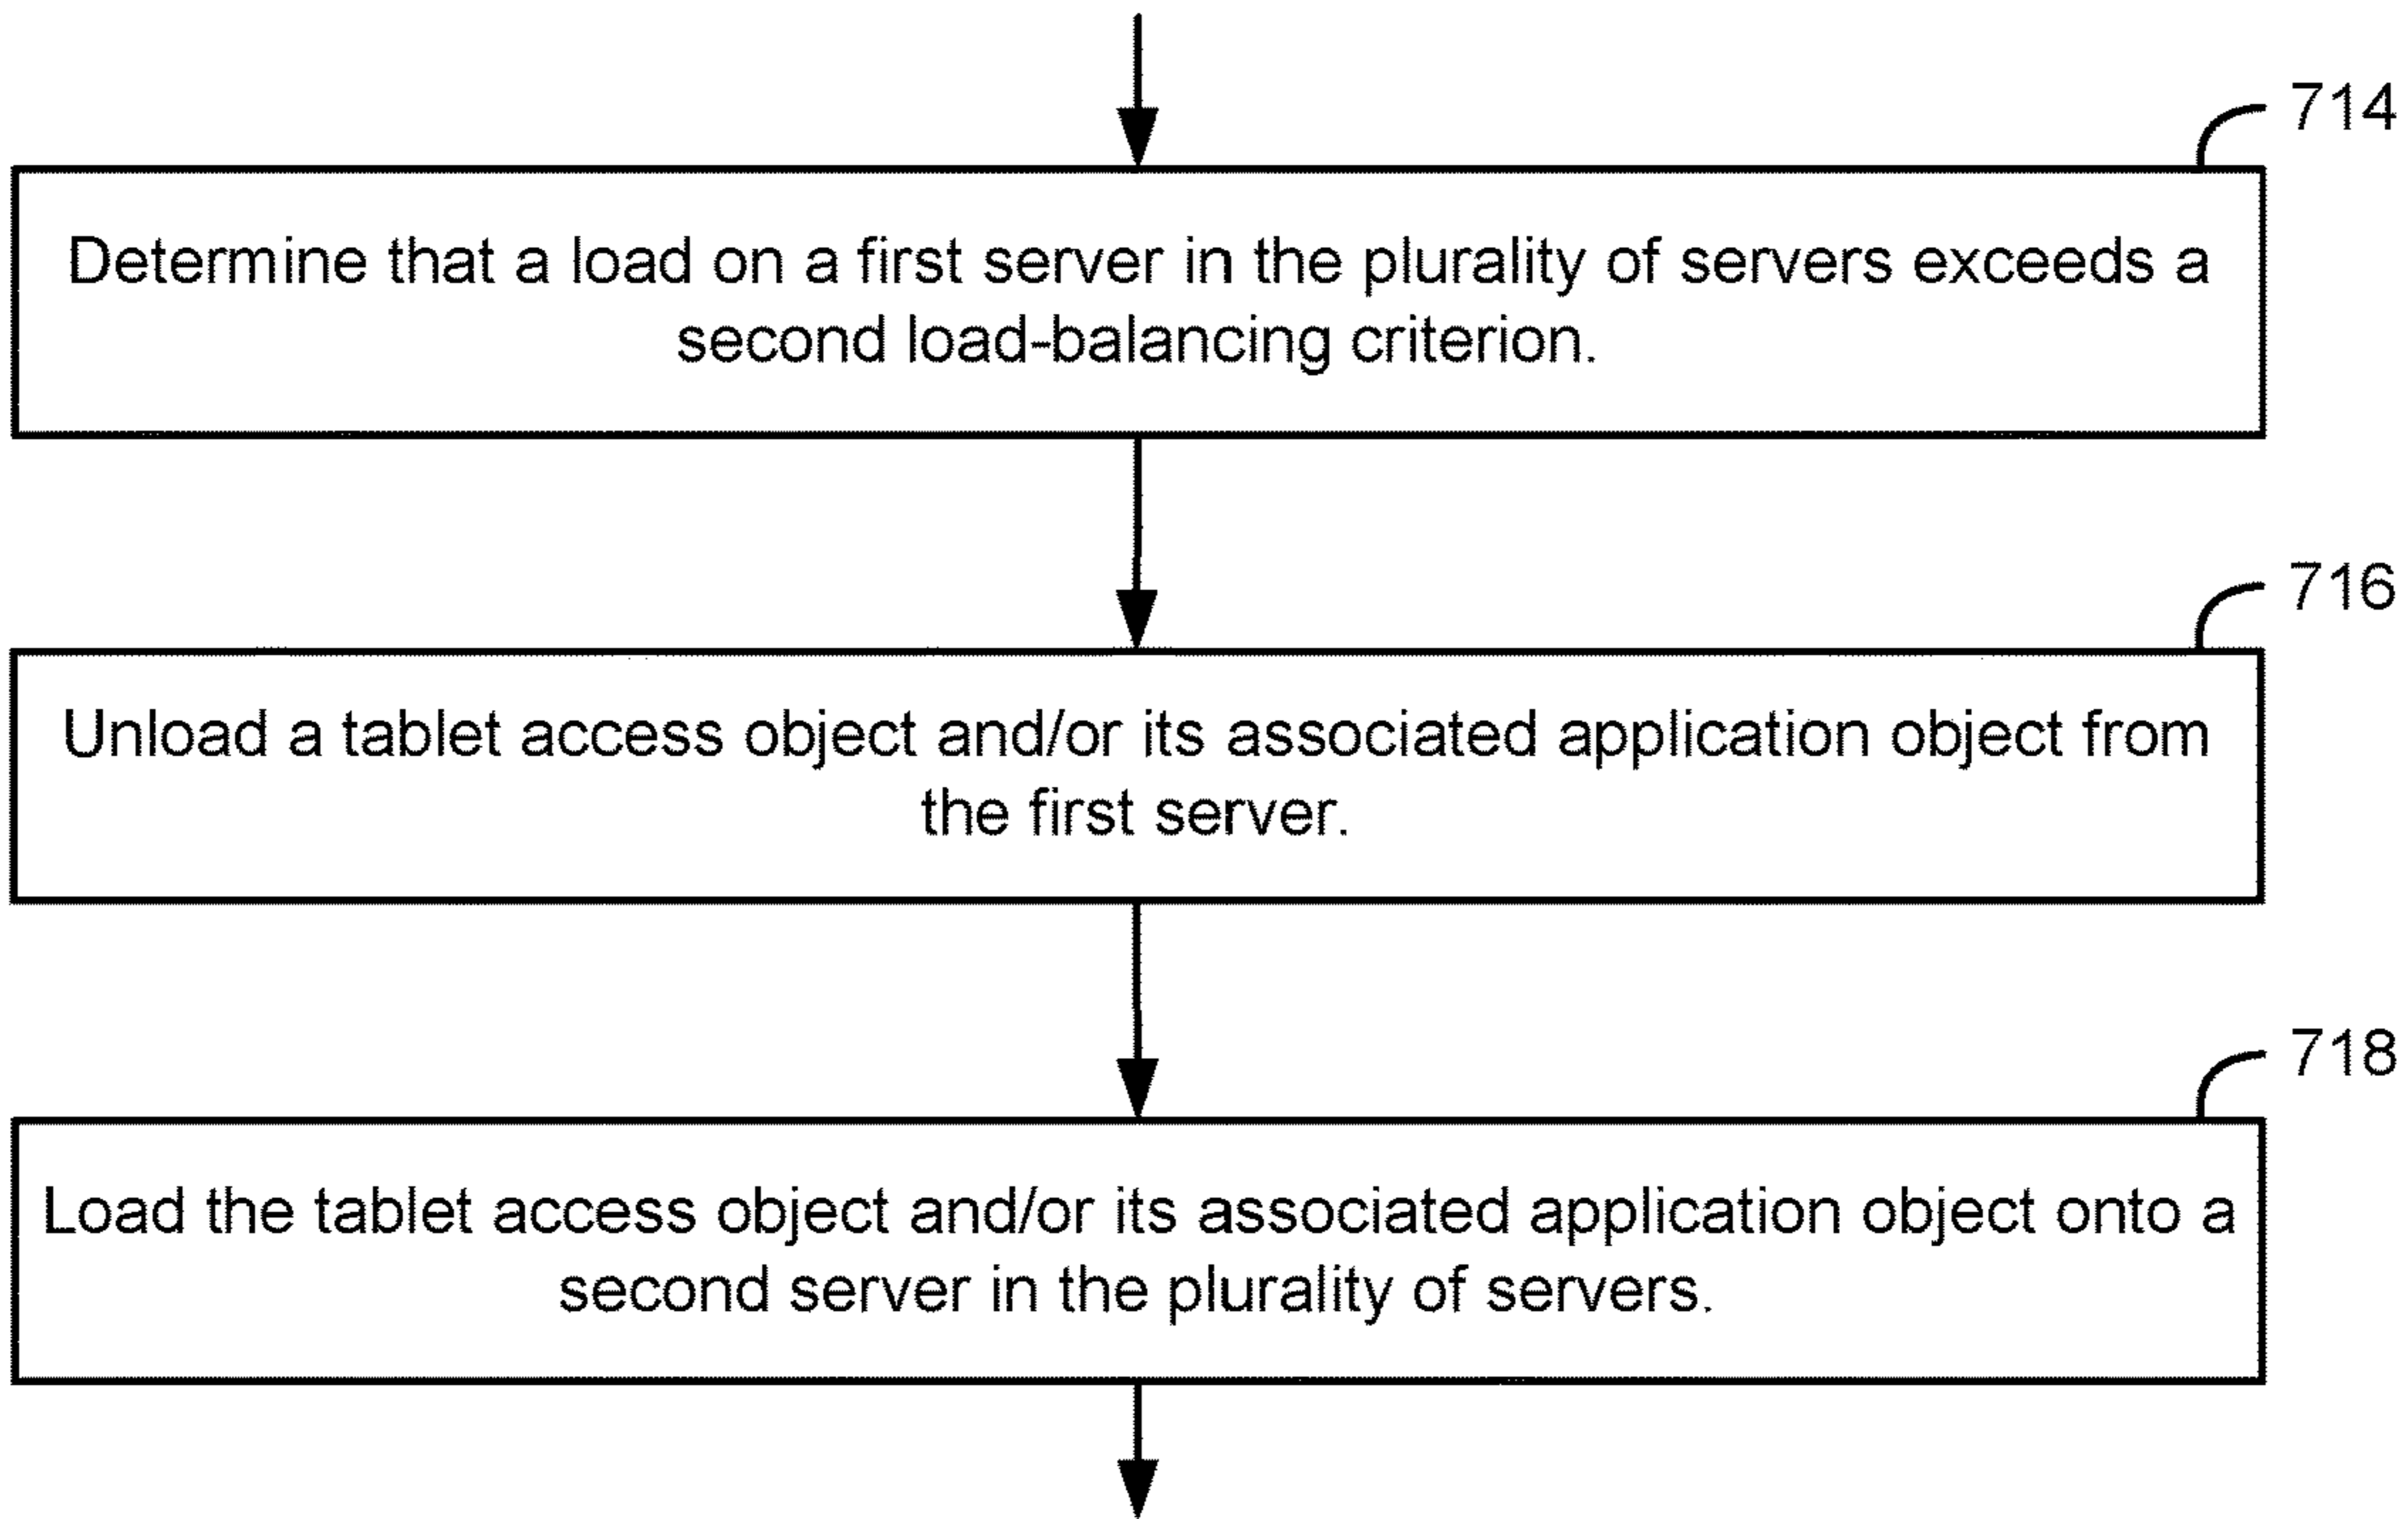 714
Determine that a load on a first server in the plurality of servers exceeds a
second load-balancing criterion.
716
Unload a tablet access object and/or its associated application object from
the first server.
718
Load the tablet access object and/or its associated application object onto a
second server in the plurality of servers.